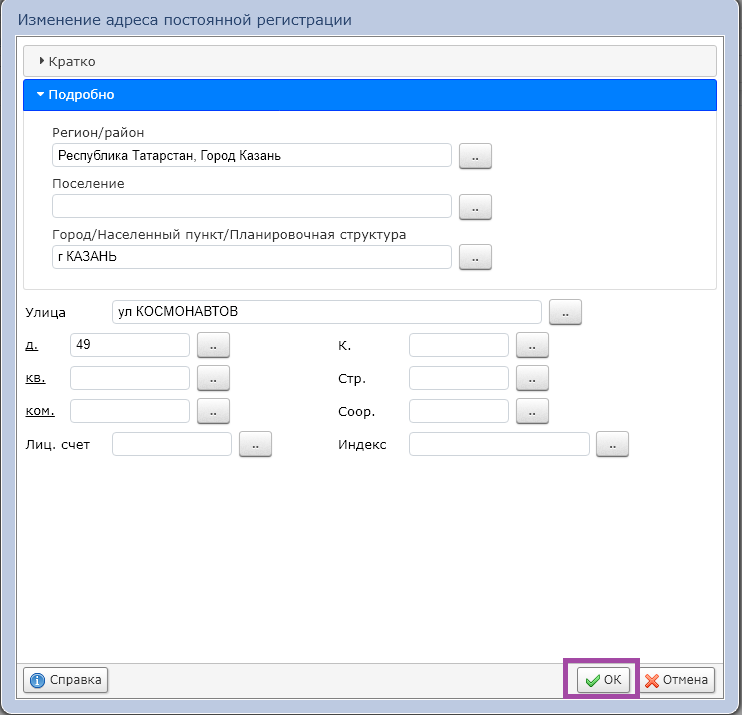 Изменение адреса постоянной регистрации
Кратко
Подробно
Регион/район
Республика Татарстан, Город Казань
..
Поселение
..
Город/Населенный пункт/Планировочная структура
г КАЗАНЬ
..
Улица ул КОСМОНАВТОВ ..
д. 49 .. К. ..
кв. .. Стр. ..
ком. .. Соор. ..
Лиц. счет .. Индекс ..
Справка ОК Отмена